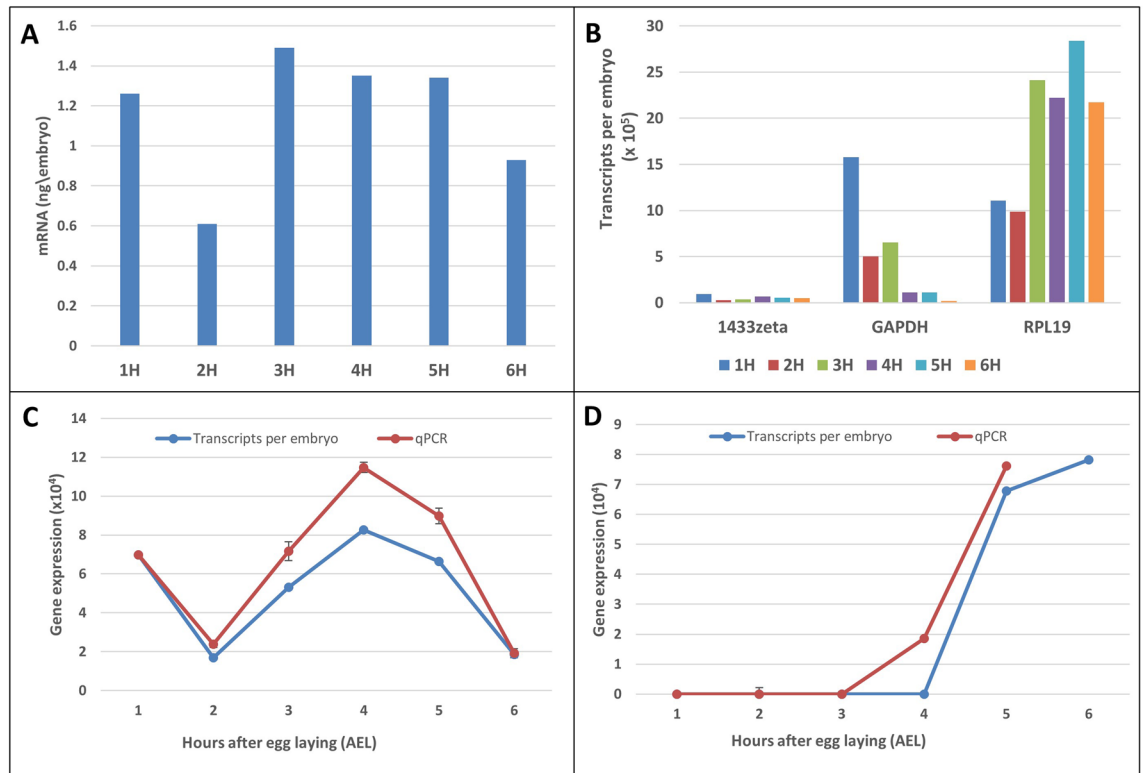 A
mRNA (ng\embryo)
1.6
1.4
1.2
1
0.8
0.6
0.4
0.2
0
1H 2H 3H 4H 5H 6H
B
Transcripts per embryo
(x 10⁵)
30
25
20
15
10
5
0
1433zeta GAPDH RPL19
1H 2H 3H 4H 5H 6H
C
Transcripts per embryo qPCR
Gene expression (x10⁴)
14
12
10
8
6
4
2
0
1 2 3 4 5 6
Hours after egg laying (AEL)
D
Transcripts per embryo qPCR
Gene expression (10⁴)
9
8
7
6
5
4
3
2
1
0
1 2 3 4 5 6
Hours after egg laying (AEL)